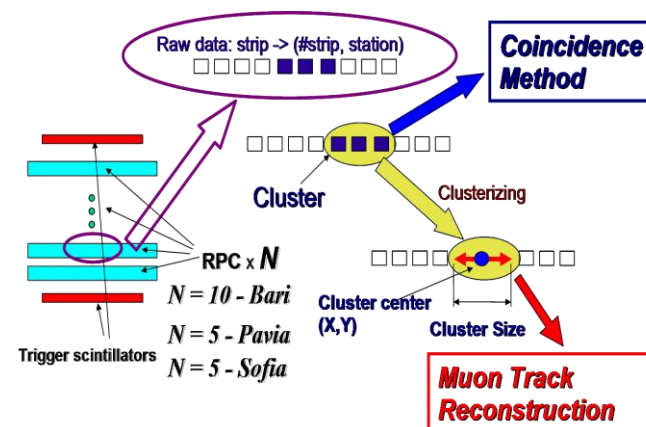 Raw data: strip -> (#strip, station)
Coincidence
Method
Cluster
Clusterizing
RPC x N
N = 10 - Bari
N = 5 - Pavia
N = 5 - Sofia
Trigger scintillators
Cluster center
(X,Y)
Cluster Size
Muon Track
Reconstruction